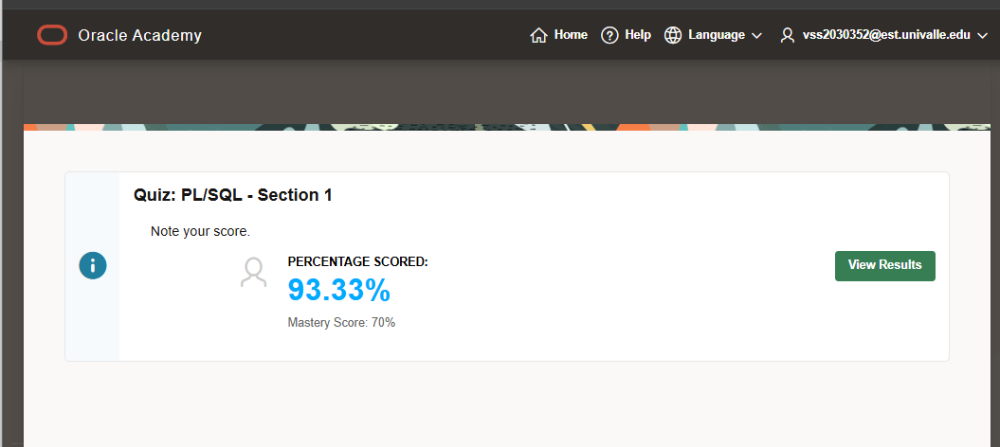 Oracle Academy Home Help Language vss2030352@est.univalle.edu
Quiz: PL/SQL - Section 1
Note your score.
PERCENTAGE SCORED:
93.33%
Mastery Score: 70%
View Results